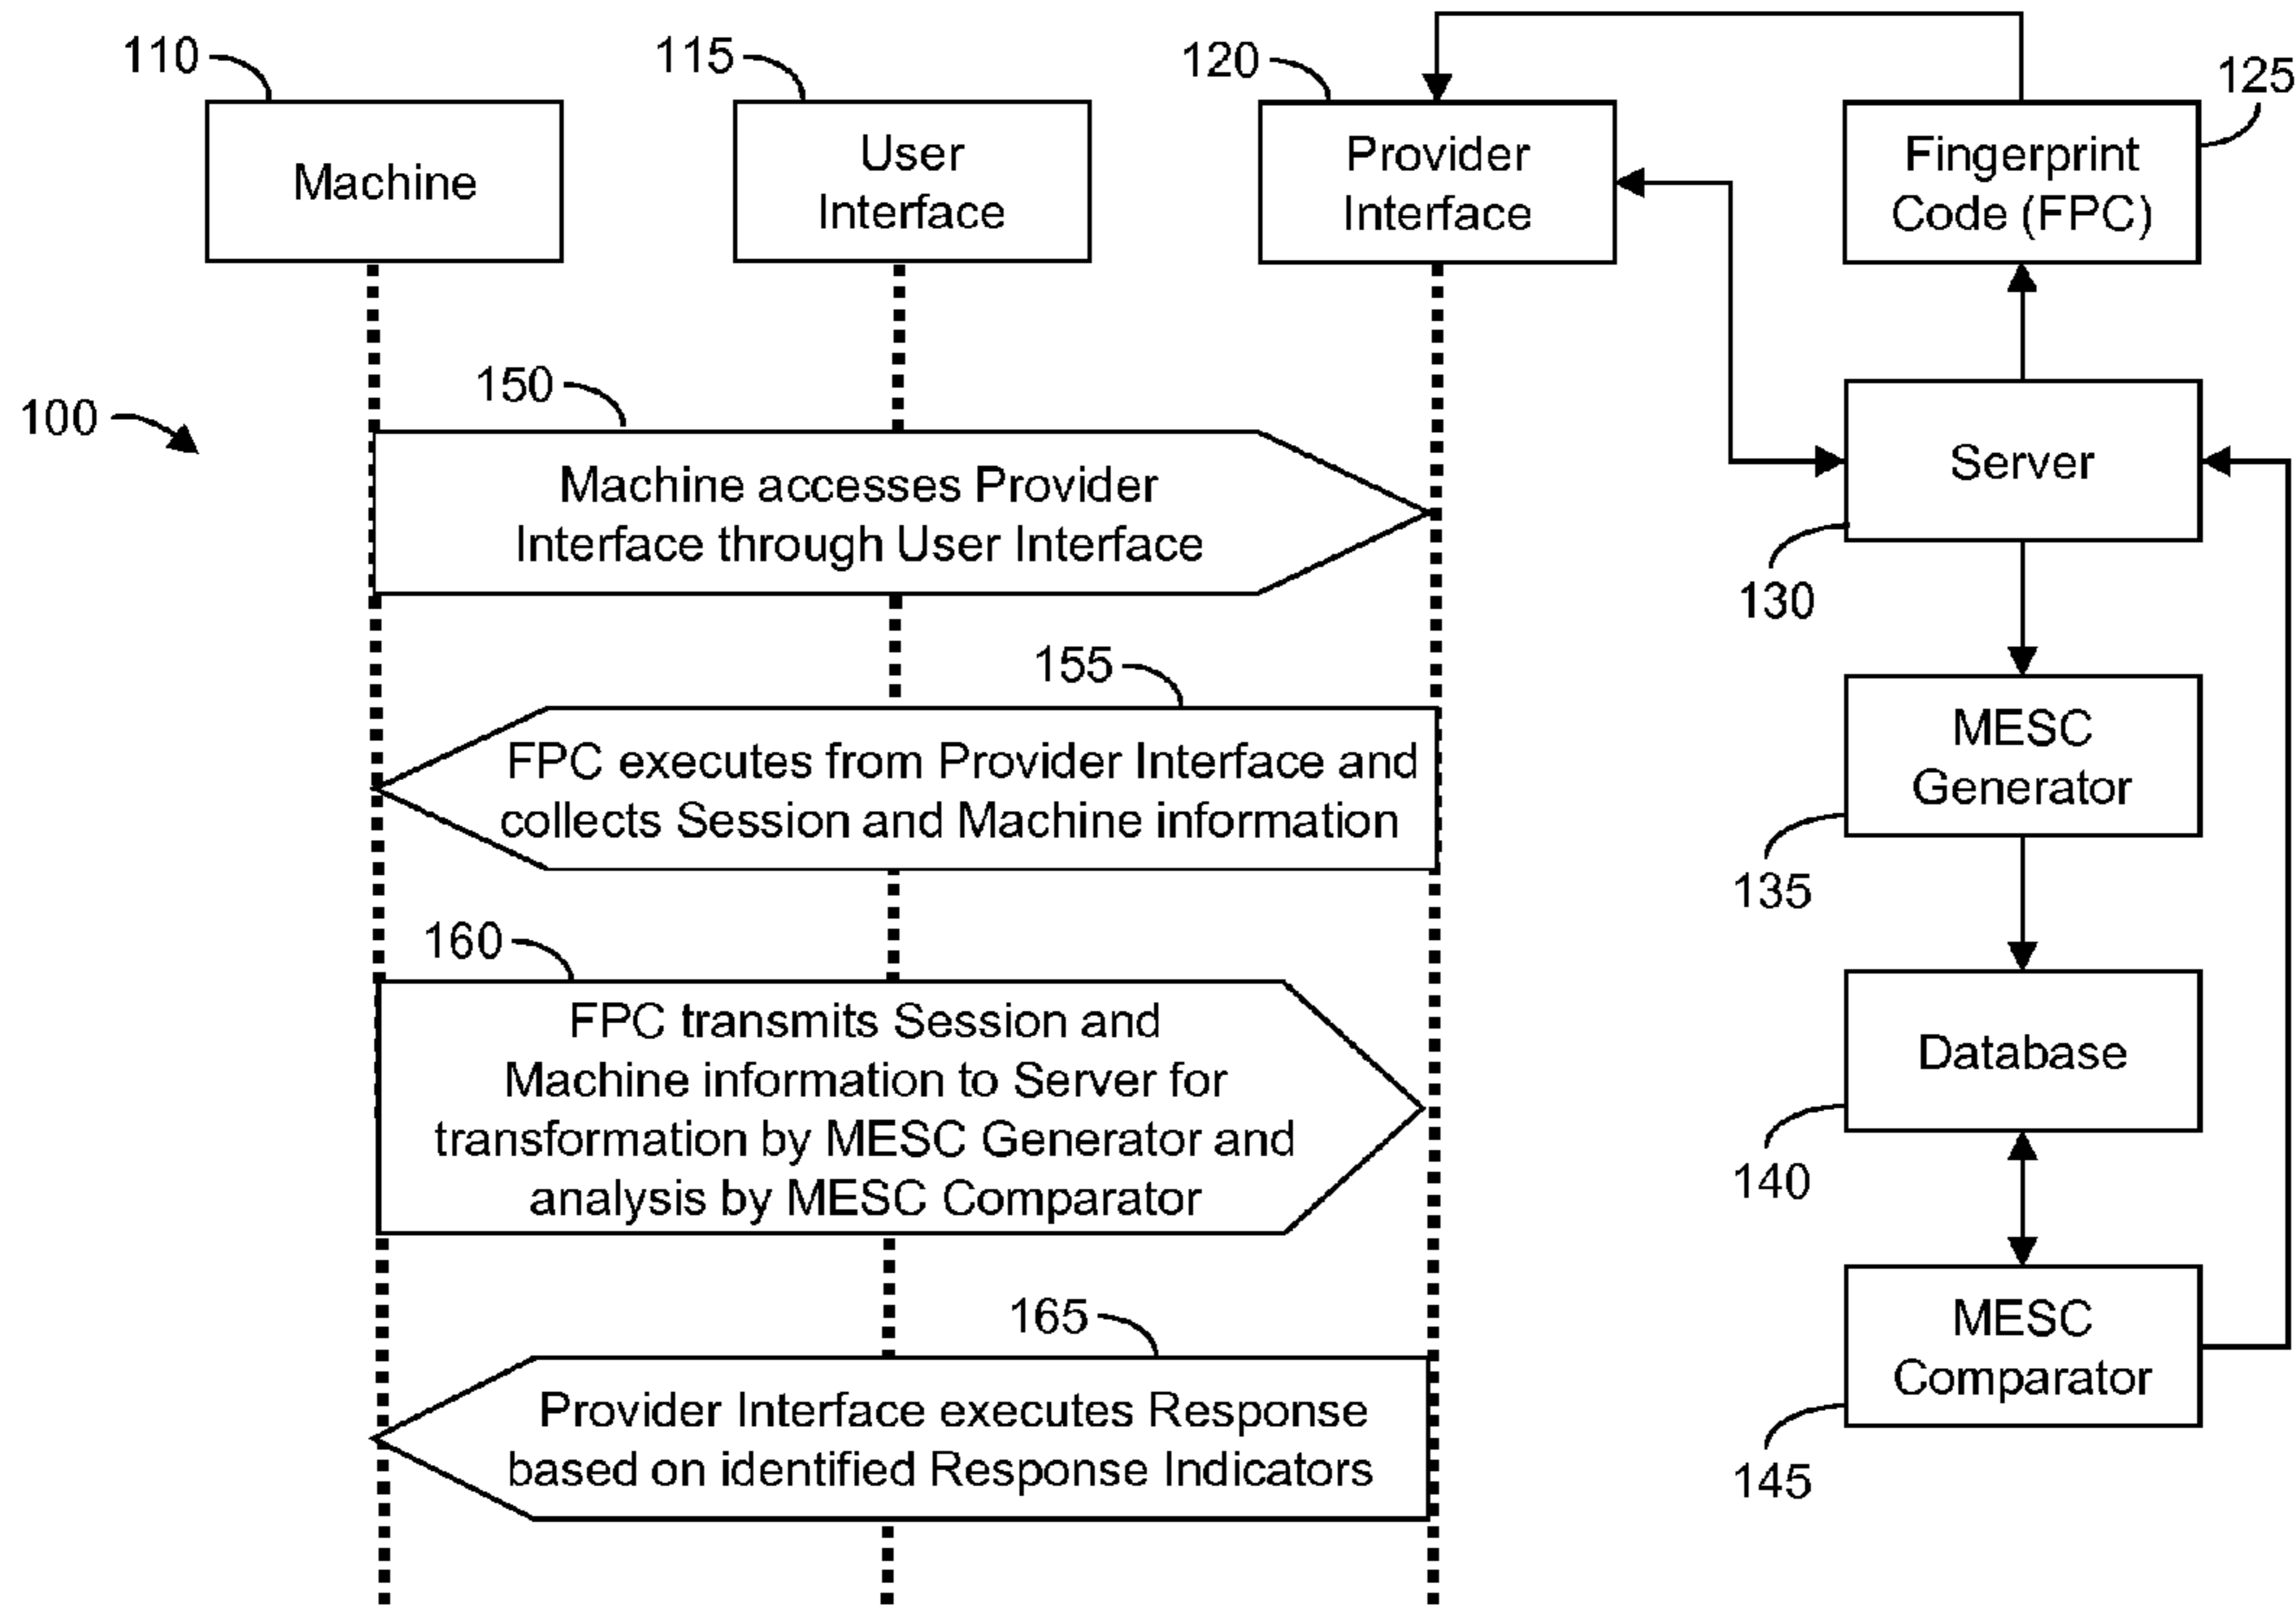 110
115
120
125
Machine
User
Interface
Provider
Interface
Fingerprint
Code (FPC)
100
150
Machine accesses Provider
Interface through User Interface
Server
130
155
FPC executes from Provider Interface and
collects Session and Machine information
MESC
Generator
135
160
FPC transmits Session and
Machine information to Server for
transformation by MESC Generator and
analysis by MESC Comparator
Database
140
165
Provider Interface executes Response
based on identified Response Indicators
MESC
Comparator
145